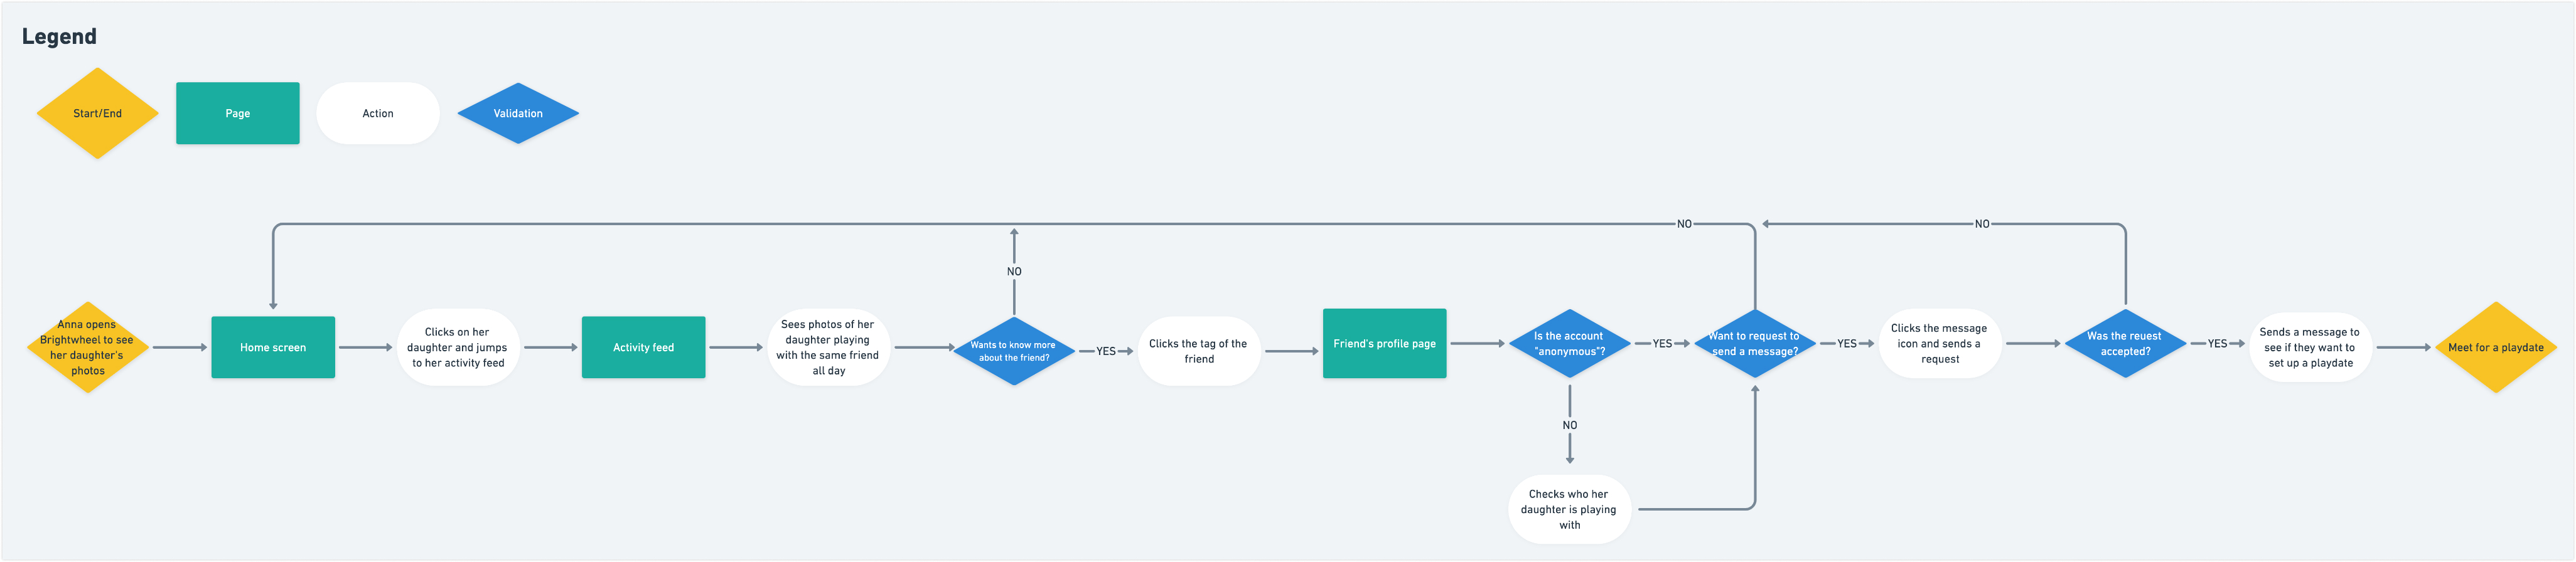 Legend
Start/End
Page
Action
Validation
NO
NO
NO
Anna opens
Brightwheel to see
her daughter's
photos
Home screen
Clicks on her
daughter and jumps
to her activity feed
Activity feed
Sees photos of her
daughter playing
with the same friend
all day
Wants to know more
about the friend?
YES
Clicks the tag of the
friend
Friend's profile page
Is the account
"anonymous"?
YES
Want to request to
send a message?
YES
Clicks the message
icon and sends a
request
Was the reuest
accepted?
YES
Sends a message to
see if they want to
set up a playdate
Meet for a playdate
NO
Checks who her
daughter is playing
with